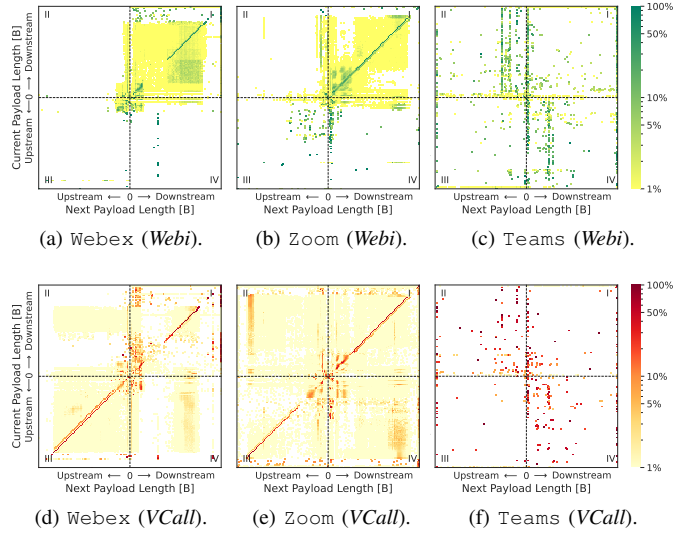 II
I
II
I
II
I
100%
50%
10%
5%
1%
Current Payload Length [B]
Upstream ⟵ 0 ⟶ Downstream
III
IV
III
IV
III
IV
Upstream ⟵ 0 ⟶ Downstream
Upstream ⟵ 0 ⟶ Downstream
Upstream ⟵ 0 ⟶ Downstream
Next Payload Length [B]
Next Payload Length [B]
Next Payload Length [B]
(a) Webex (Webi).
(b) Zoom (Webi).
(c) Teams (Webi).
II
I
II
I
II
I
100%
50%
10%
5%
1%
Current Payload Length [B]
Upstream ⟵ 0 ⟶ Downstream
III
IV
III
IV
III
IV
Upstream ⟵ 0 ⟶ Downstream
Upstream ⟵ 0 ⟶ Downstream
Upstream ⟵ 0 ⟶ Downstream
Next Payload Length [B]
Next Payload Length [B]
Next Payload Length [B]
(d) Webex (VCall).
(e) Zoom (VCall).
(f) Teams (VCall).